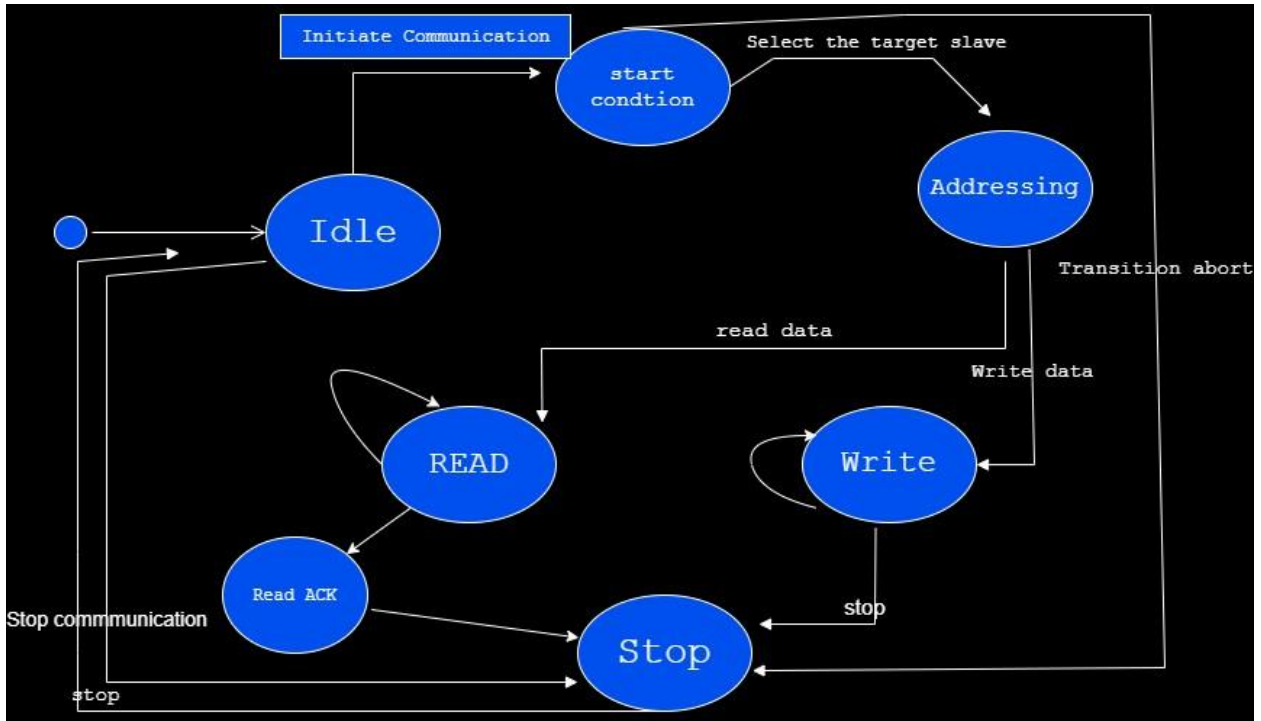 Initiate Communication
Select the target slave
start
condtion
Addressing
Idle
Transition abort
read data
Write data
READ
Write
Read ACK
stop
Stop commmunication
Stop
stop